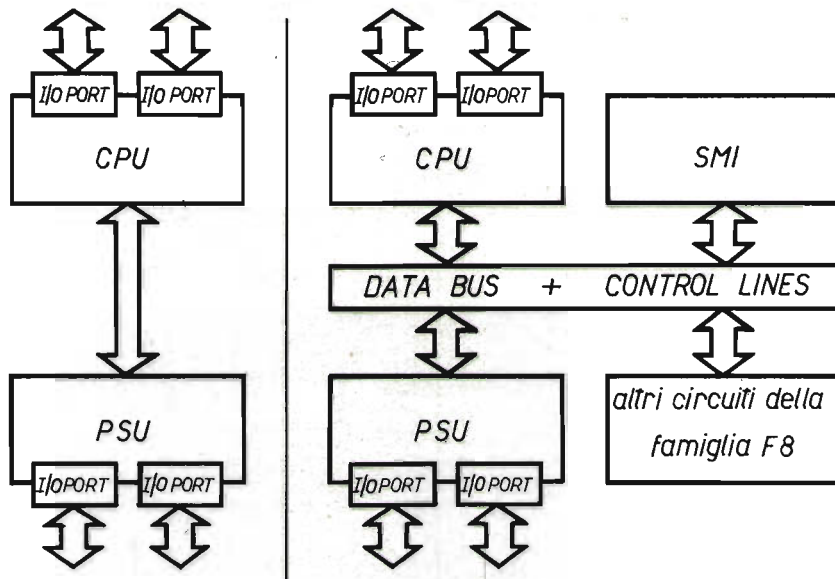 I/O PORT I/O PORT
CPU
PSU
I/O PORT I/O PORT
I/O PORT I/O PORT
CPU
SMI
DATA BUS + CONTROL LINES
PSU
I/O PORT I/O PORT
altri circuiti della
famiglia F8